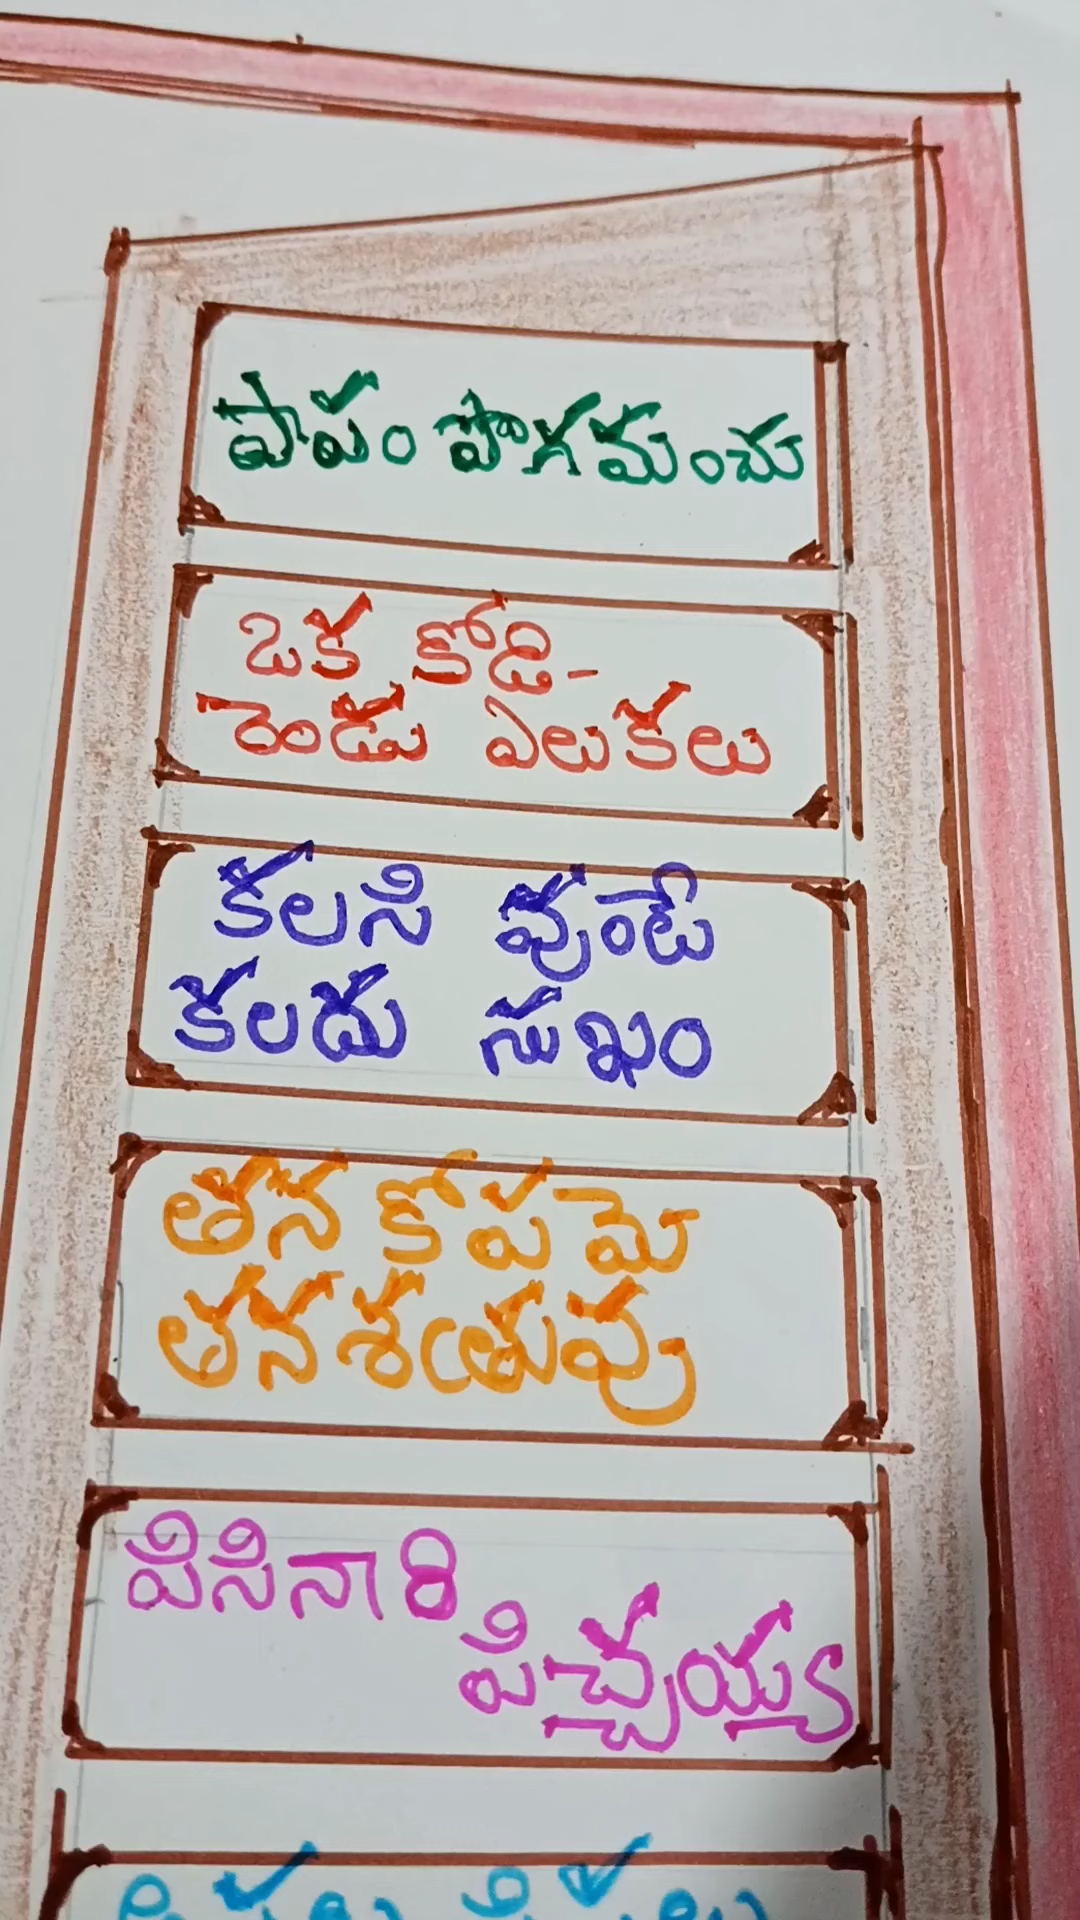 పాపం పొగమంచు
ఒక కోడి-
రెండు ఎలుకలు
కలసి వుంటే
కలదు సుఖం
తన కోపమె
తన శత్రువు
పిసినారి
పిచ్చయ్య